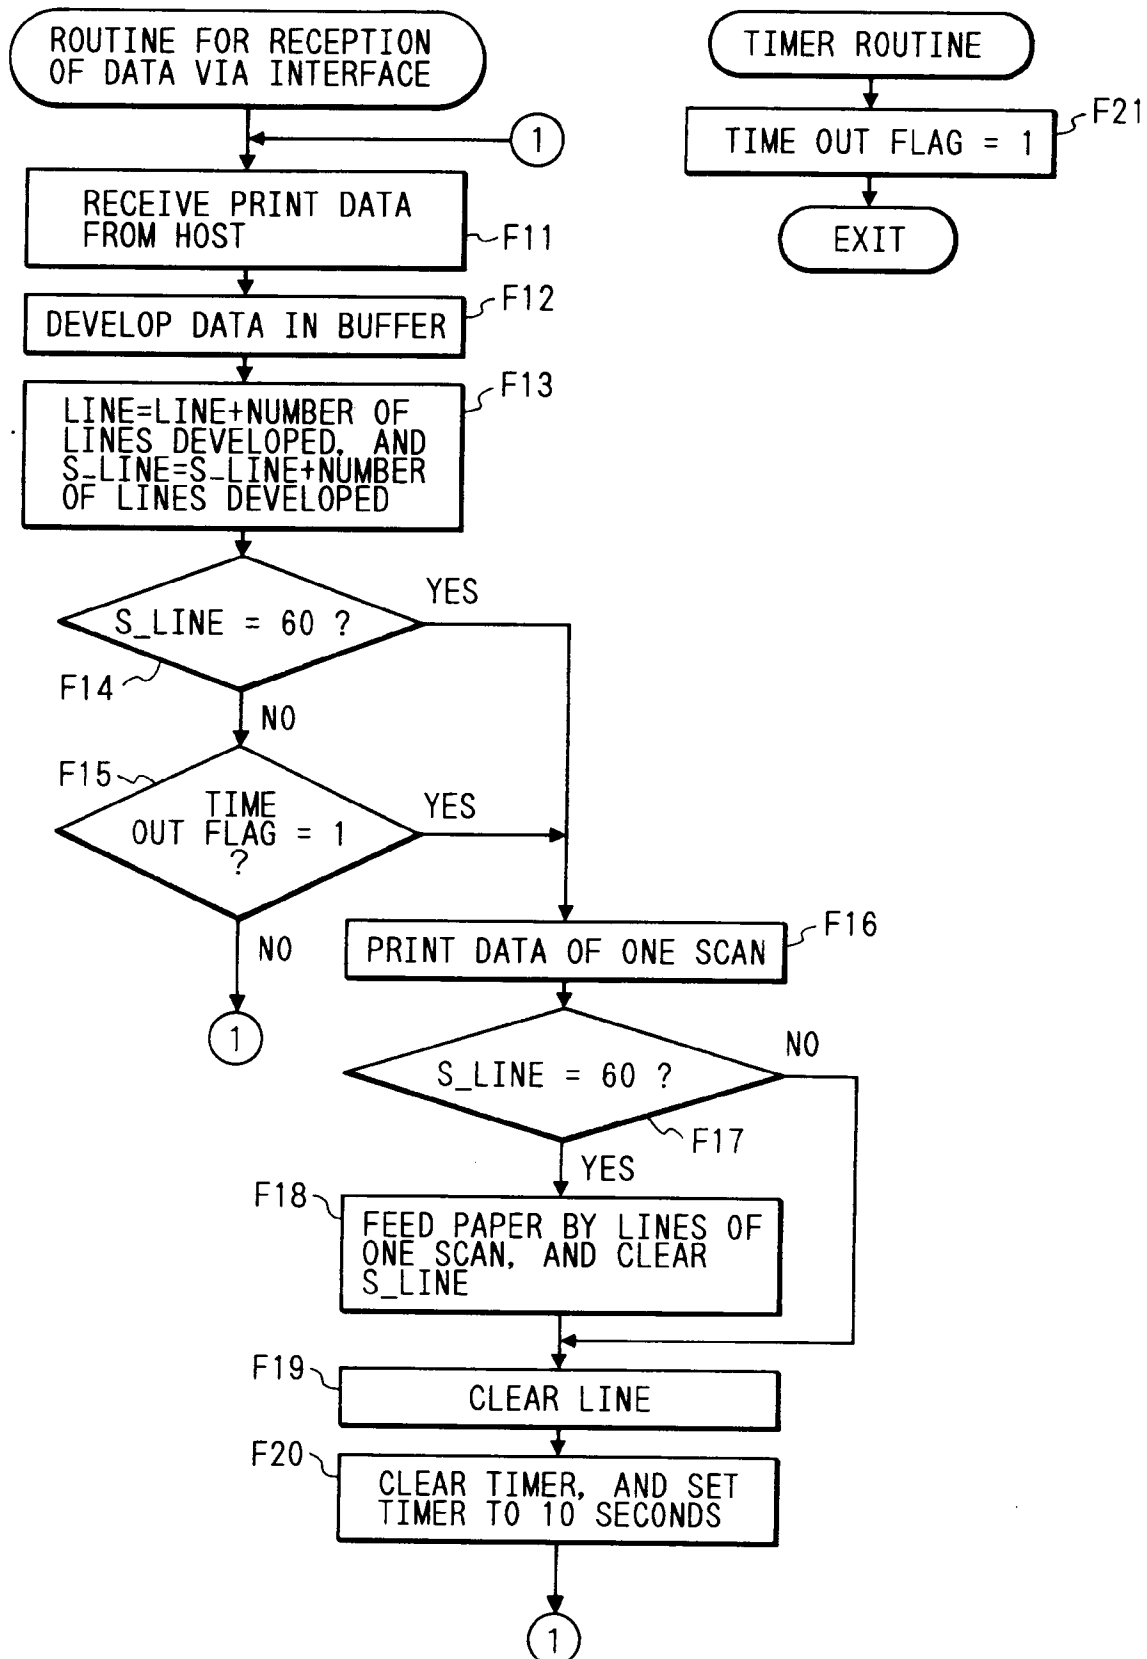 ROUTINE FOR RECEPTION
OF DATA VIA INTERFACE
1
RECEIVE PRINT DATA
FROM HOST
F11
F12
DEVELOP DATA IN BUFFER
F13
LINE=LINE+NUMBER OF
LINES DEVELOPED, AND
S_LINE=S_LINE+NUMBER
OF LINES DEVELOPED
YES
S_LINE = 60 ?
F14
NO
F15
TIME
OUT FLAG = 1
?
YES
NO
1
F16
PRINT DATA OF ONE SCAN
NO
S_LINE = 60 ?
F17
YES
F18
FEED PAPER BY LINES OF
ONE SCAN, AND CLEAR
S_LINE
F19
CLEAR LINE
F20
CLEAR TIMER, AND SET
TIMER TO 10 SECONDS
1
TIMER ROUTINE
F21
TIME OUT FLAG = 1
EXIT